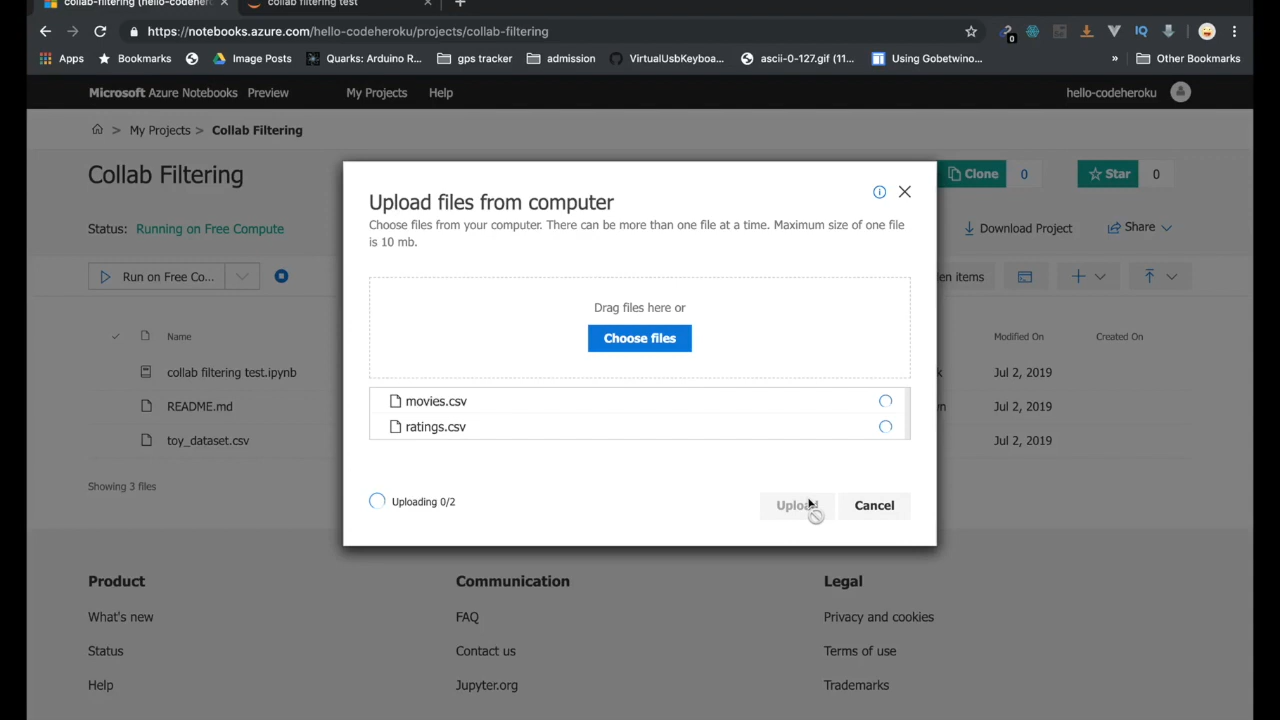 collab-filtering (hello-codeherok
collab filtering test
https://notebooks.azure.com/hello-codeheroku/projects/collab-filtering
0
IQ
Apps
Bookmarks
Image Posts
Quarks: Arduino R...
gps tracker
admission
VirtualUsbKeyboa...
ascii-0-127.gif (11...
Using Gobetwino...
»
Other Bookmarks
Microsoft Azure Notebooks Preview
My Projects
Help
hello-codeheroku
> My Projects > Collab Filtering
Collab Filtering
Clone
0
Star
0
Status: Running on Free Compute
Download Project
Share
Run on Free Co...
en items
Name
Modified On
Created On
collab filtering test.ipynb
k
Jul 2, 2019
README.md
wn
Jul 2, 2019
toy_dataset.csv
Jul 2, 2019
Showing 3 files
Upload files from computer
Choose files from your computer. There can be more than one file at a time. Maximum size of one file
is 10 mb.
Drag files here or
Choose files
movies.csv
ratings.csv
Uploading 0/2
Upload
Cancel
Product
Communication
Legal
What's new
FAQ
Privacy and cookies
Status
Contact us
Terms of use
Help
Jupyter.org
Trademarks